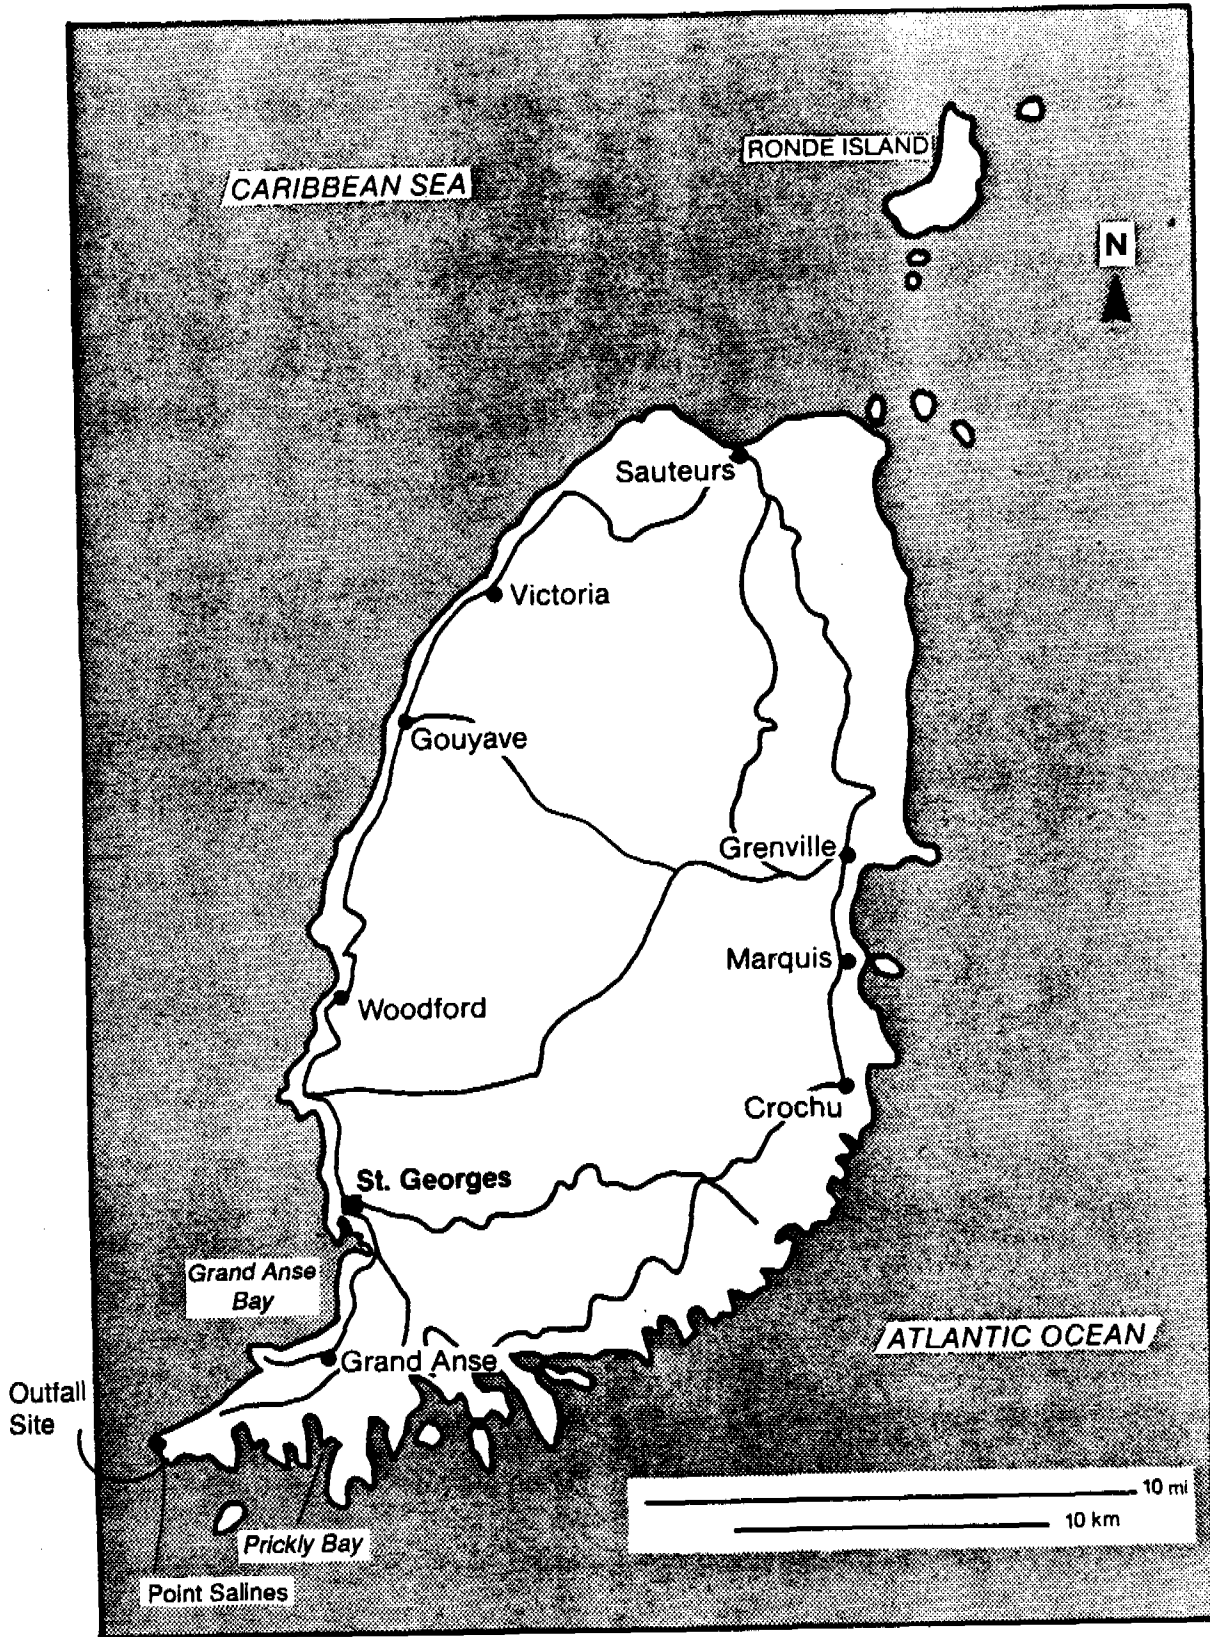 RONDE ISLAND
CARIBBEAN SEA
N
Sauteurs
Victoria
Gouyave
Grenville
Marquis
Woodford
Crochu
St. Georges
Grand Anse
Bay
ATLANTIC OCEAN
Grand Anse
Outfall
Site
10 mi
10 km
Prickly Bay
Point Salines